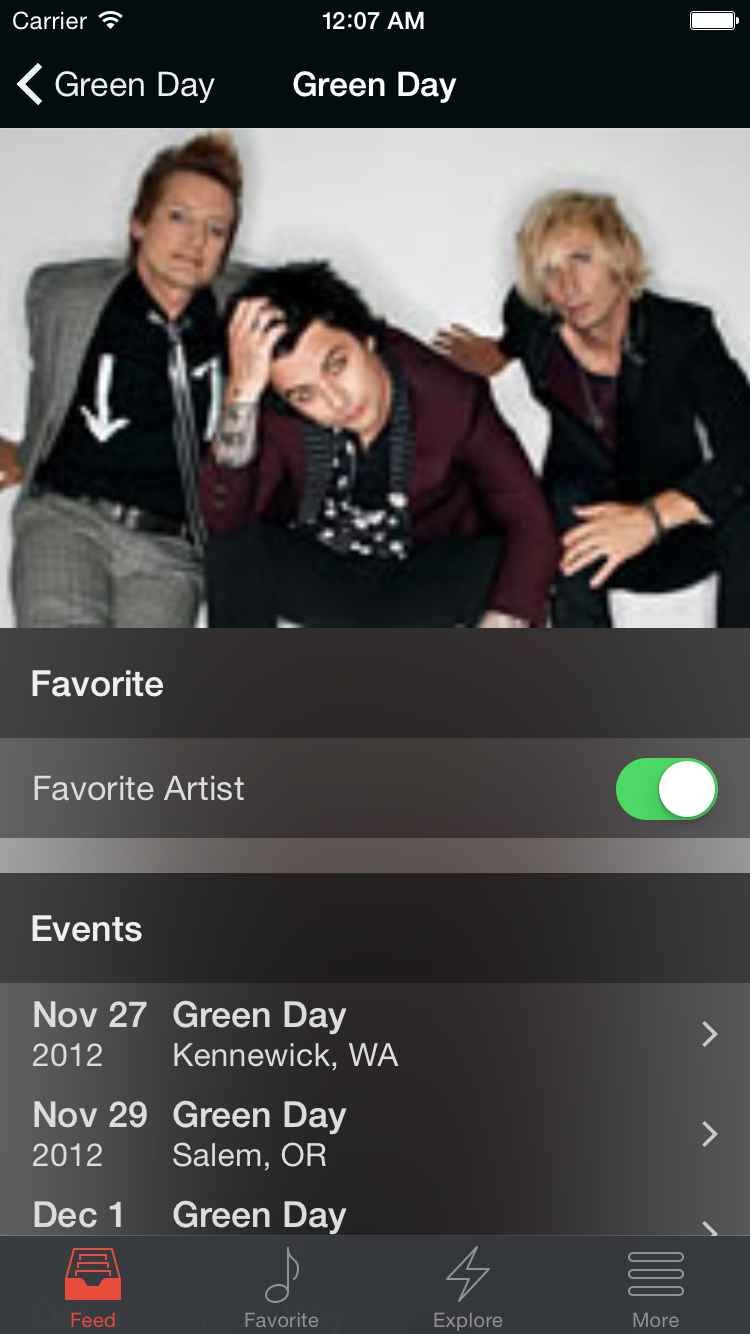 Carrier 12:07 AM
Green Day Green Day
Favorite
Favorite Artist
Events
Nov 27 Green Day
2012 Kennewick, WA
Nov 29 Green Day
2012 Salem, OR
Dec 1 Green Day
Feed Favorite Explore More